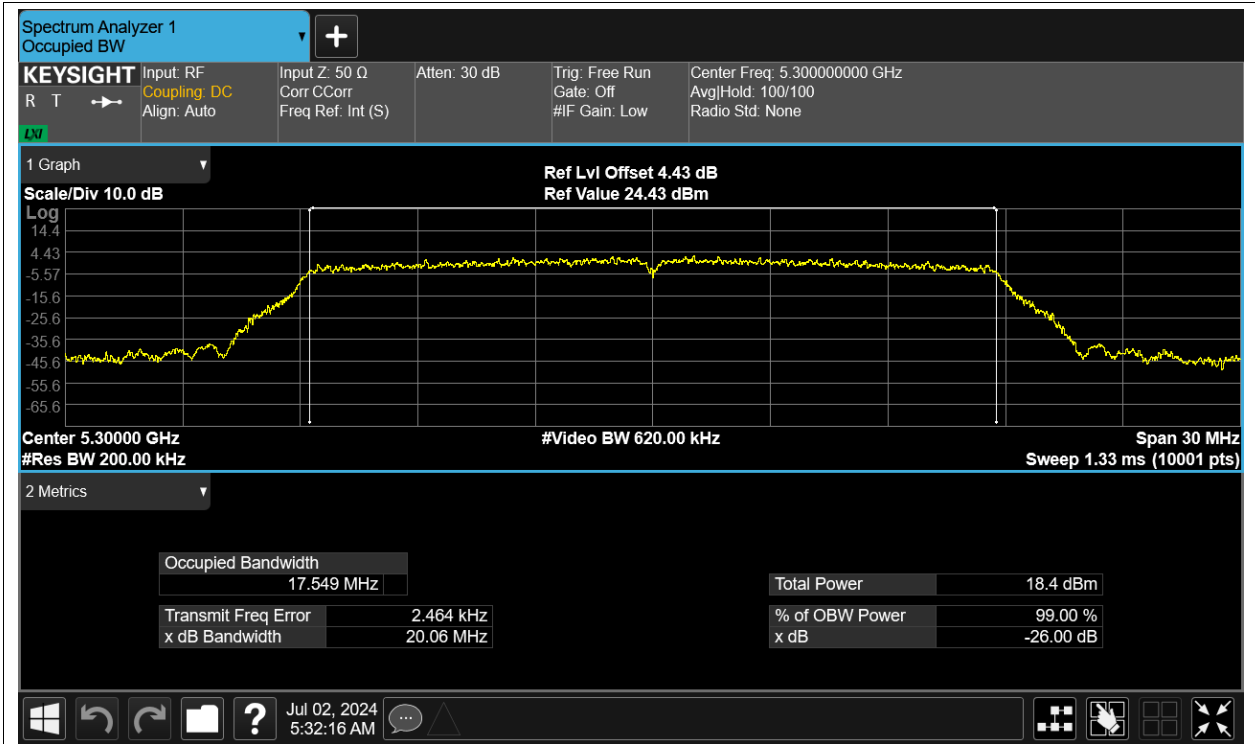 Spectrum Analyzer 1
Occupied BW
KEYSIGHT
R T
LXI
Input: RF
Coupling: DC
Align: Auto
Input Z: 50 Ω
Corr CCorr
Freq Ref: Int (S)
Atten: 30 dB
Trig: Free Run
Gate: Off
#IF Gain: Low
Center Freq: 5.300000000 GHz
Avg|Hold: 100/100
Radio Std: None
1 Graph
Scale/Div 10.0 dB
Ref Lvl Offset 4.43 dB
Ref Value 24.43 dBm
Log
14.4
4.43
-5.57
-15.6
-25.6
-35.6
-45.6
-55.6
-65.6
Center 5.30000 GHz
#Res BW 200.00 kHz
#Video BW 620.00 kHz
Span 30 MHz
Sweep 1.33 ms (10001 pts)
2 Metrics
Occupied Bandwidth
17.549 MHz
Transmit Freq Error 2.464 kHz
x dB Bandwidth 20.06 MHz
Total Power 18.4 dBm
% of OBW Power 99.00 %
x dB -26.00 dB
?
Jul 02, 2024
5:32:16 AM